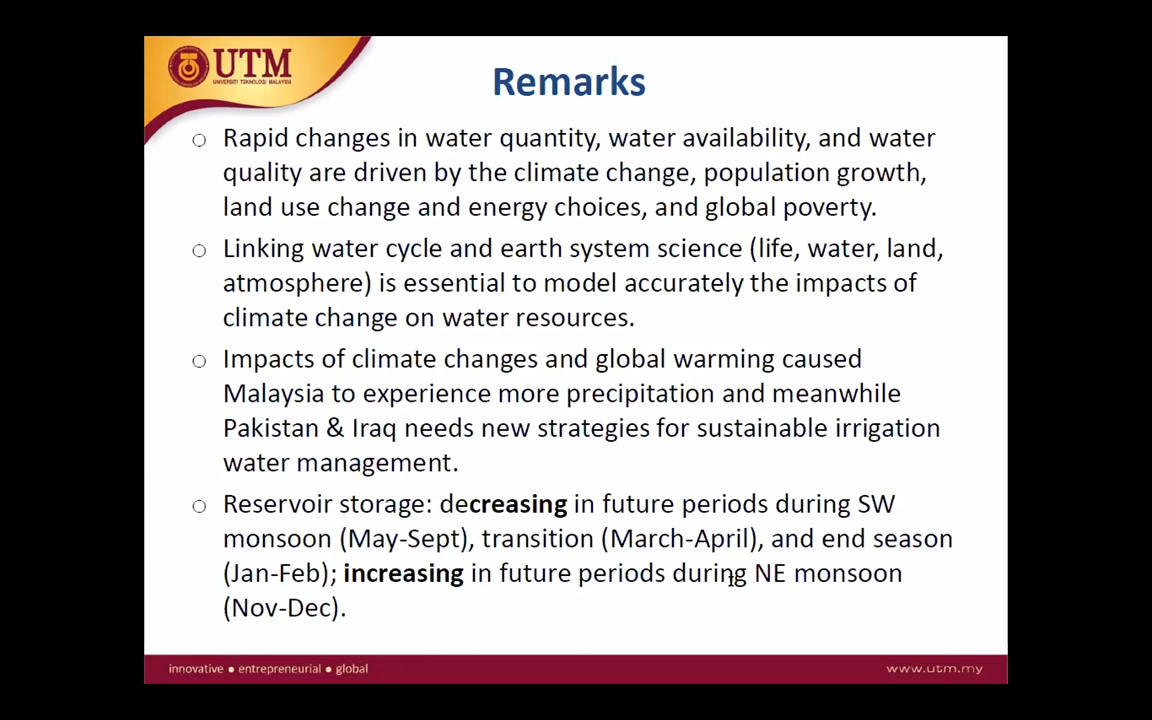 UTM
UNIVERSITI TEKNOLOGI MALAYSIA
Remarks
○ Rapid changes in water quantity, water availability, and water
quality are driven by the climate change, population growth,
land use change and energy choices, and global poverty.
○ Linking water cycle and earth system science (life, water, land,
atmosphere) is essential to model accurately the impacts of
climate change on water resources.
○ Impacts of climate changes and global warming caused
Malaysia to experience more precipitation and meanwhile
Pakistan & Iraq needs new strategies for sustainable irrigation
water management.
○ Reservoir storage: decreasing in future periods during SW
monsoon (May-Sept), transition (March-April), and end season
(Jan-Feb); increasing in future periods during NE monsoon
(Nov-Dec).
innovative ● entrepreneurial ● global
www.utm.my